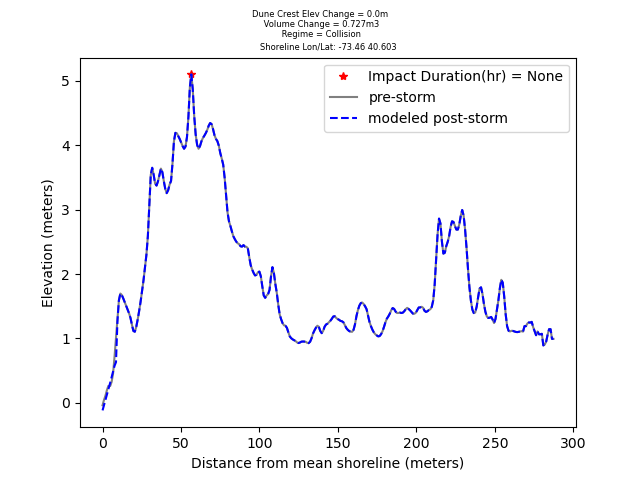 Dune Crest Elev Change = 0.0m
Volume Change = 0.727m3
Regime = Collision
Shoreline Lon/Lat: -73.46 40.603
Impact Duration(hr) = None
pre-storm
modeled post-storm
Elevation (meters)
5
4
3
2
1
0
0 50 100 150 200 250 300
Distance from mean shoreline (meters)